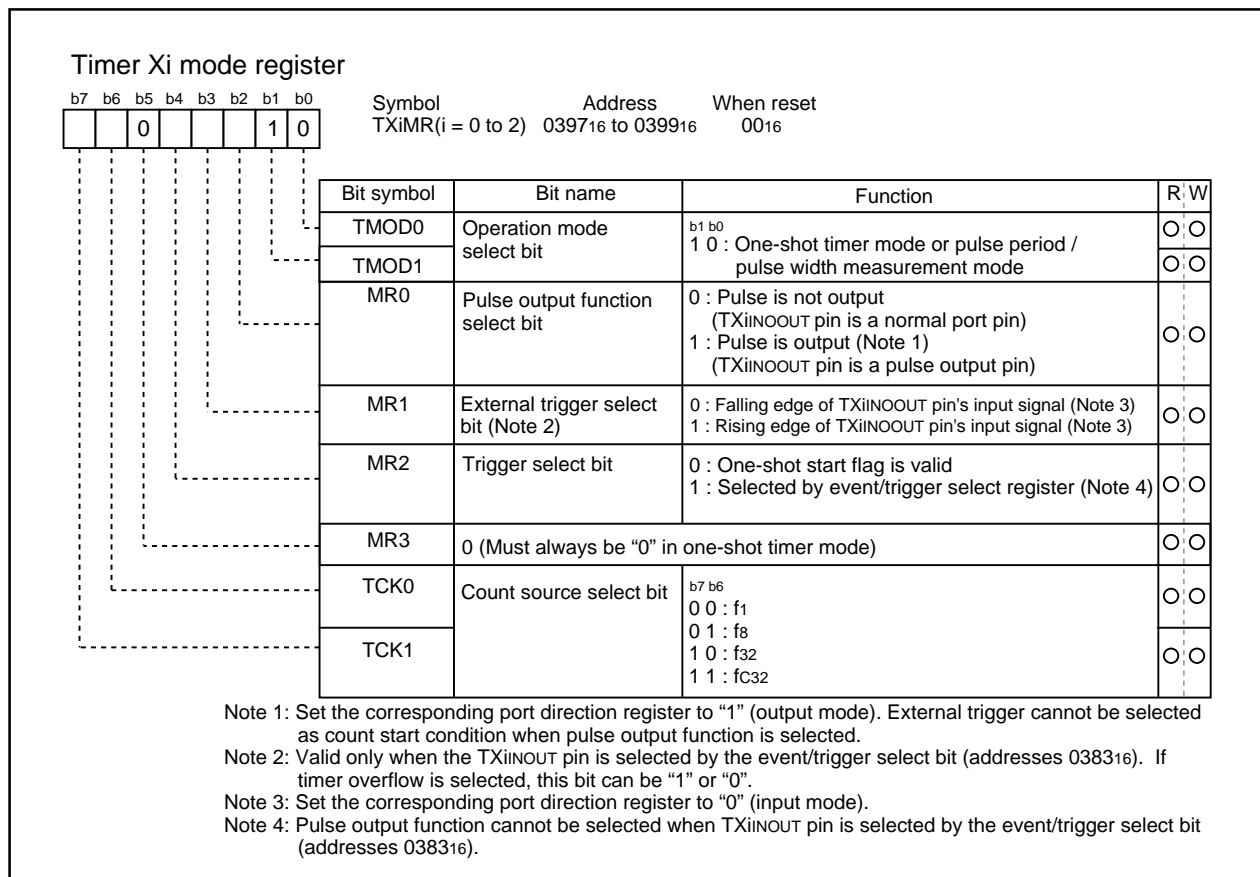 Timer Xi mode register
b7 b6 b5 b4 b3 b2 b1 b0
0 1 0
Symbol Address When reset
TXiMR(i = 0 to 2) 039716 to 039916 0016
Bit symbol Bit name Function R W
TMOD0 Operation mode select bit
b1 b0
1 0 : One-shot timer mode or pulse period /
pulse width measurement mode
TMOD1
MR0 Pulse output function select bit
0 : Pulse is not output
(TXiINOOUT pin is a normal port pin)
1 : Pulse is output (Note 1)
(TXiINOOUT pin is a pulse output pin)
MR1 External trigger select bit (Note 2)
0 : Falling edge of TXiINOOUT pin's input signal (Note 3)
1 : Rising edge of TXiINOOUT pin's input signal (Note 3)
MR2 Trigger select bit
0 : One-shot start flag is valid
1 : Selected by event/trigger select register (Note 4)
MR3 0 (Must always be “0” in one-shot timer mode)
TCK0 Count source select bit
b7 b6
0 0 : f1
0 1 : f8
TCK1
1 0 : f32
1 1 : fC32
Note 1: Set the corresponding port direction register to “1” (output mode). External trigger cannot be selected
as count start condition when pulse output function is selected.
Note 2: Valid only when the TXiINOUT pin is selected by the event/trigger select bit (addresses 038316). If
timer overflow is selected, this bit can be “1” or “0”.
Note 3: Set the corresponding port direction register to “0” (input mode).
Note 4: Pulse output function cannot be selected when TXiINOUT pin is selected by the event/trigger select bit
(addresses 038316).